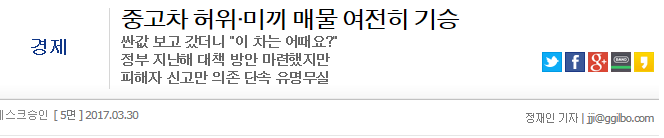 중고차 허위·미끼 매물 여전히 기승
경제
싼값 보고 갔더니 "이 차는 어때요?"
정부 지난해 대책 방안 마련했지만
피해자 신고만 의존 단속 유명무실
데스크승인 [ 5면 ] 2017.03.30
정재인 기자 | jji@ggilbo.com